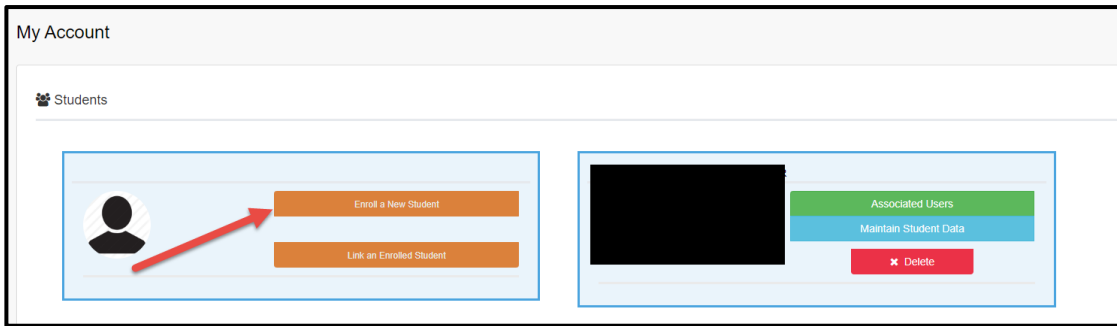 My Account
Students
Enroll a New Student
Link an Enrolled Student
Associated Users
Maintain Student Data
Delete